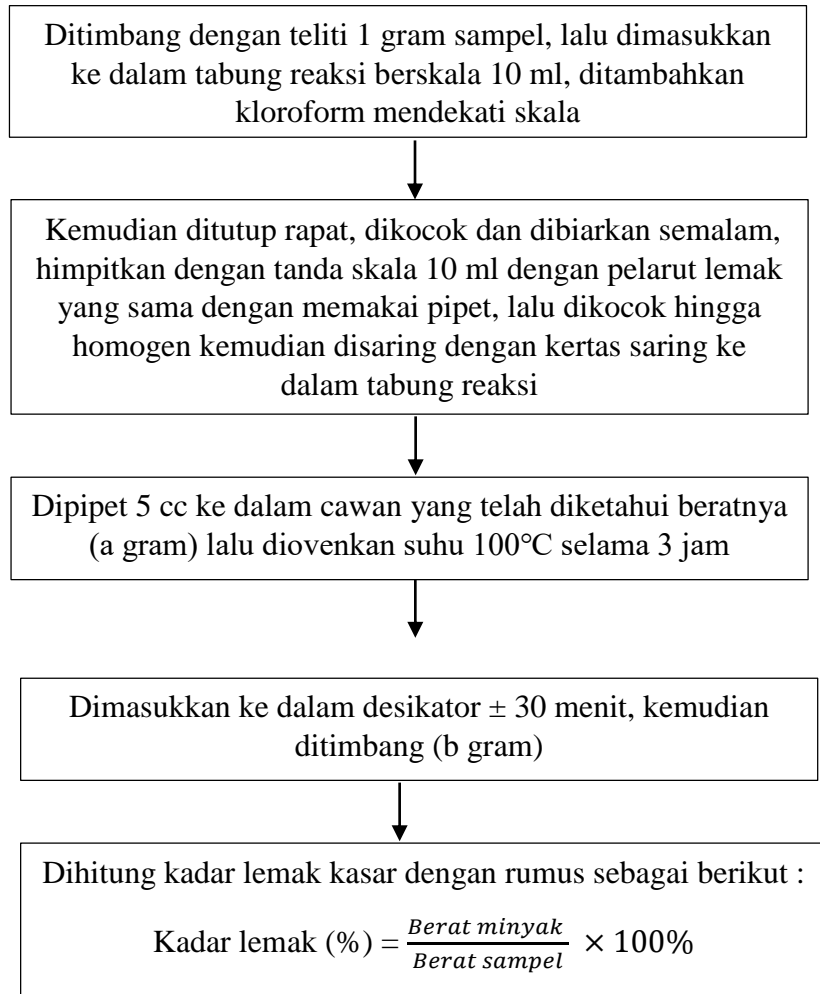 Ditimbang dengan teliti 1 gram sampel, lalu dimasukkan
ke dalam tabung reaksi berskala 10 ml, ditambahkan
kloroform mendekati skala
Kemudian ditutup rapat, dikocok dan dibiarkan semalam,
himpitkan dengan tanda skala 10 ml dengan pelarut lemak
yang sama dengan memakai pipet, lalu dikocok hingga
homogen kemudian disaring dengan kertas saring ke
dalam tabung reaksi
Dipipet 5 cc ke dalam cawan yang telah diketahui beratnya
(a gram) lalu diovenkan suhu 100°C selama 3 jam
Dimasukkan ke dalam desikator ± 30 menit, kemudian
ditimbang (b gram)
Dihitung kadar lemak kasar dengan rumus sebagai berikut :
Kadar lemak (%) = Berat minyak / Berat sampel × 100%